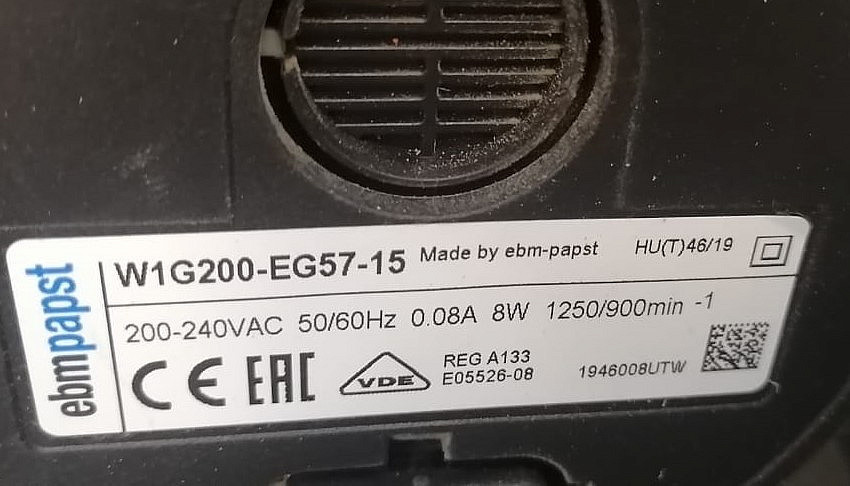 ebmpapst
W1G200-EG57-15 Made by ebm-papst HU(T)46/19
200-240VAC 50/60Hz 0.08A 8W 1250/900min -1
CE EAC VDE REG A133
E05526-08
1946008UTW